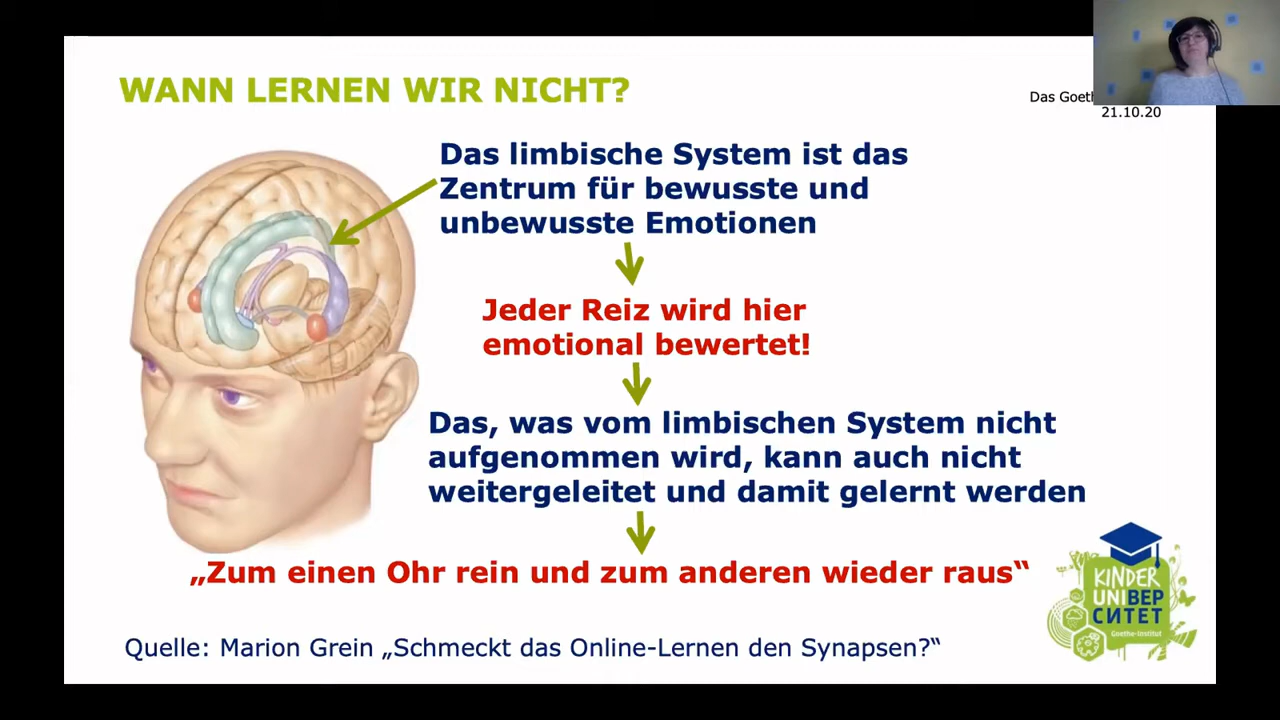 WANN LERNEN WIR NICHT?
Das Goeth
21.10.20
Das limbische System ist das
Zentrum für bewusste und
unbewusste Emotionen
Jeder Reiz wird hier
emotional bewertet!
Das, was vom limbischen System nicht
aufgenommen wird, kann auch nicht
weitergeleitet und damit gelernt werden
„Zum einen Ohr rein und zum anderen wieder raus“
KINDER
UNIВЕР
СИТЕТ
Goethe-Institut
Quelle: Marion Grein „Schmeckt das Online-Lernen den Synapsen?“